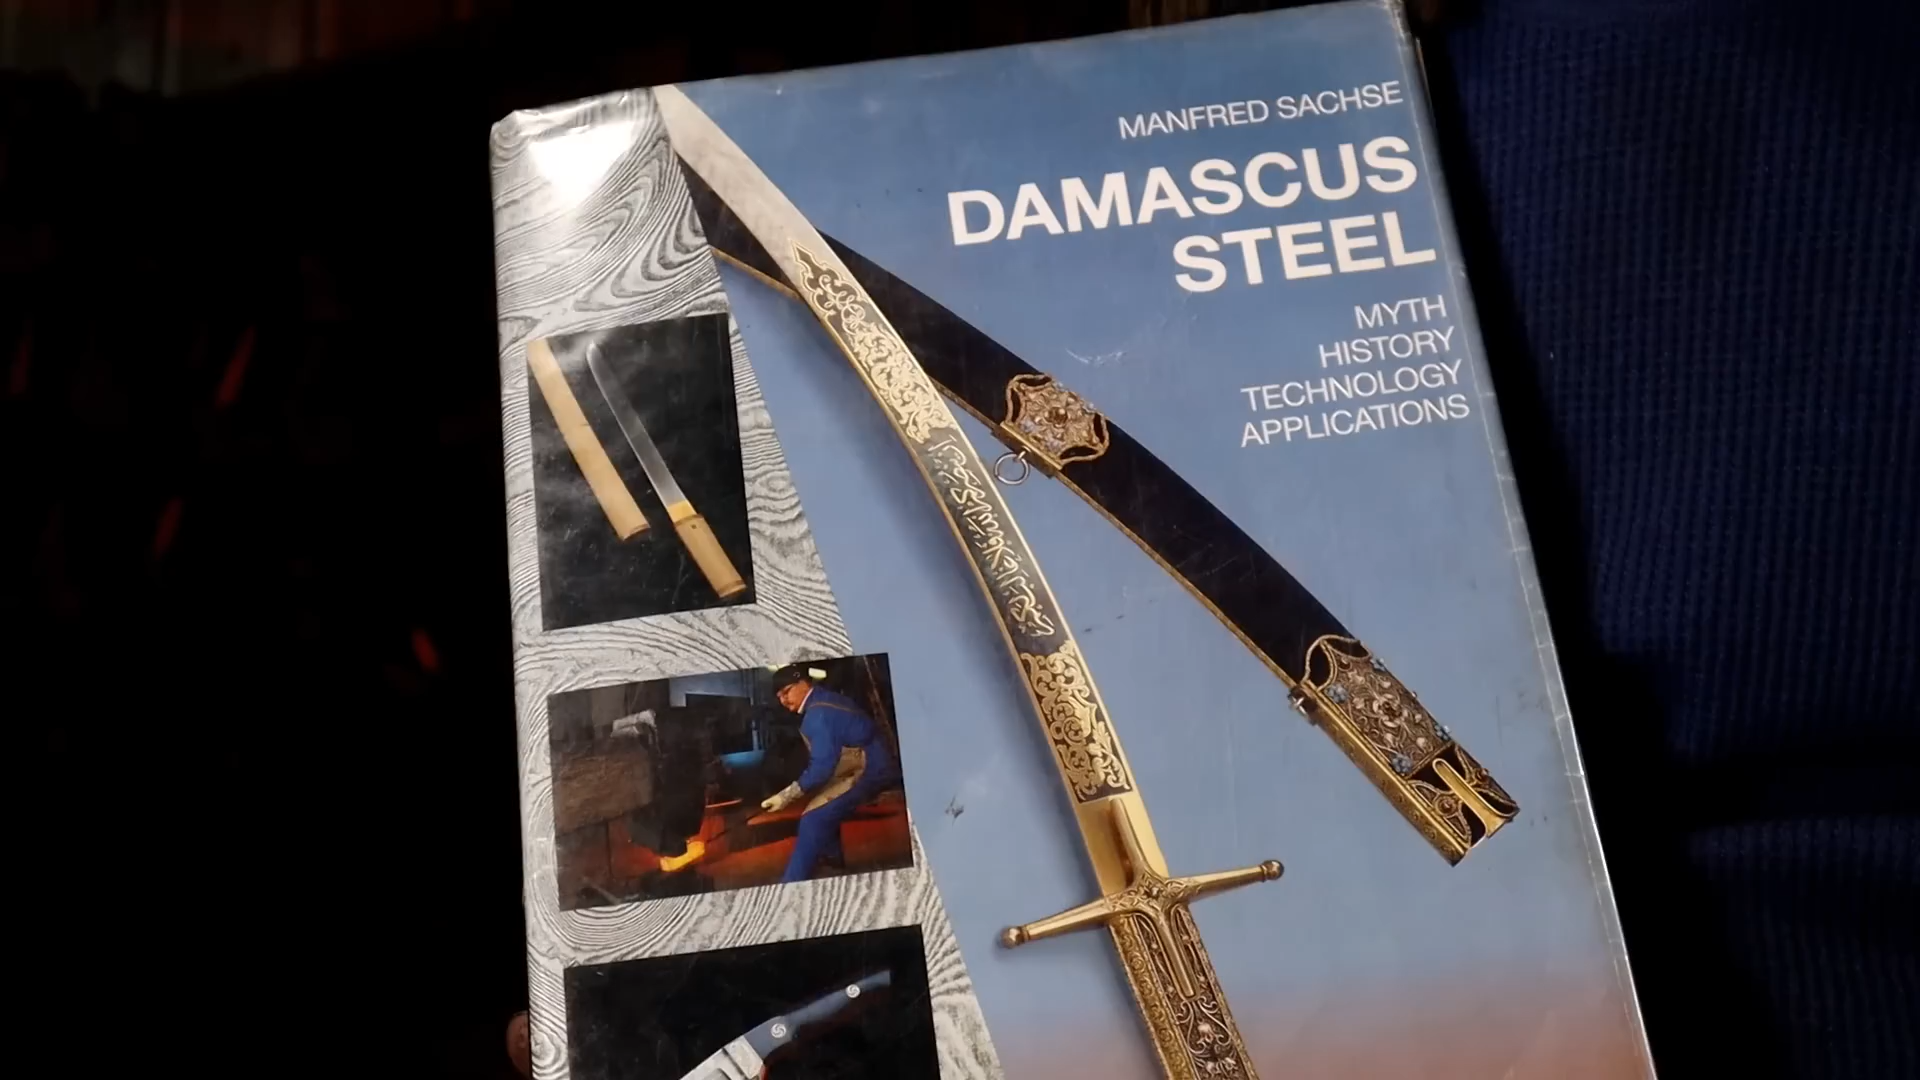 MANFRED SACHSE
DAMASCUS
STEEL
MYTH
HISTORY
TECHNOLOGY
APPLICATIONS